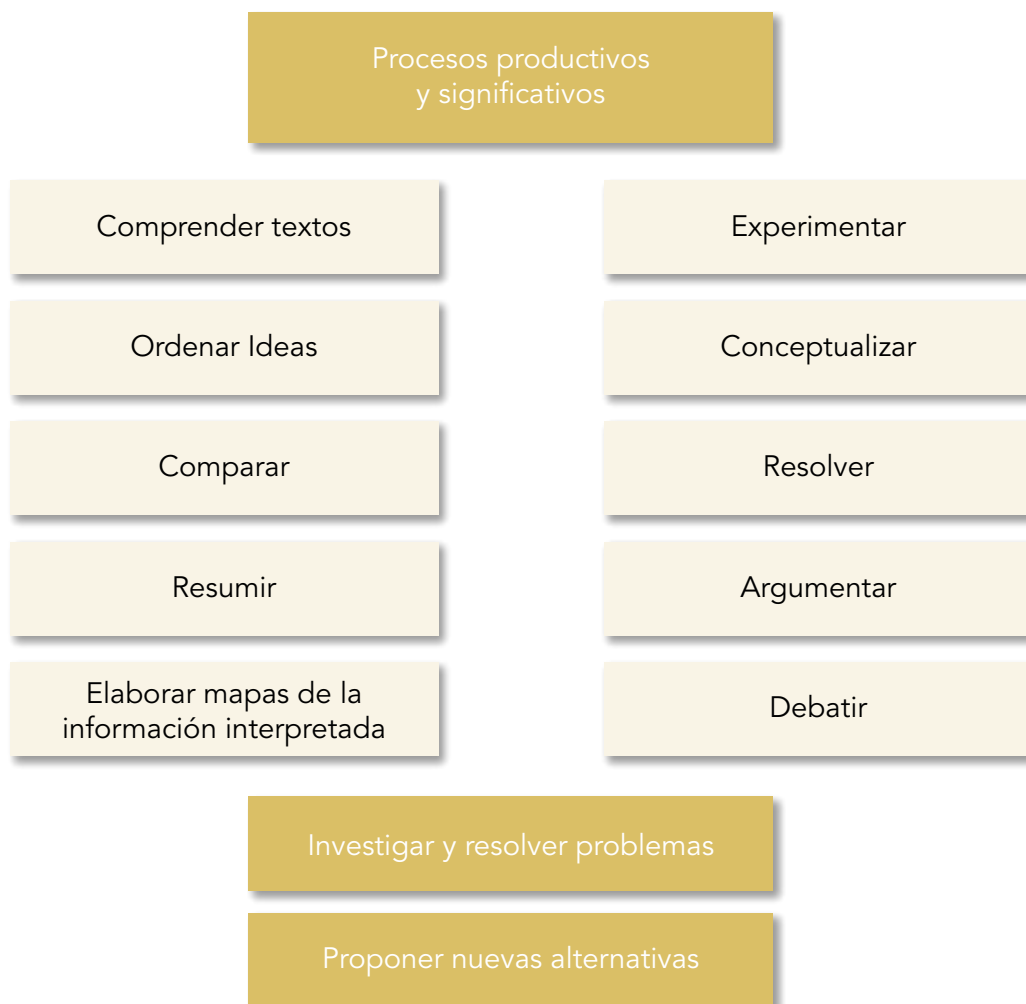 Procesos productivos
y significativos
Comprender textos
Experimentar
Ordenar Ideas
Conceptualizar
Comparar
Resolver
Resumir
Argumentar
Elaborar mapas de la
información interpretada
Debatir
Investigar y resolver problemas
Proponer nuevas alternativas